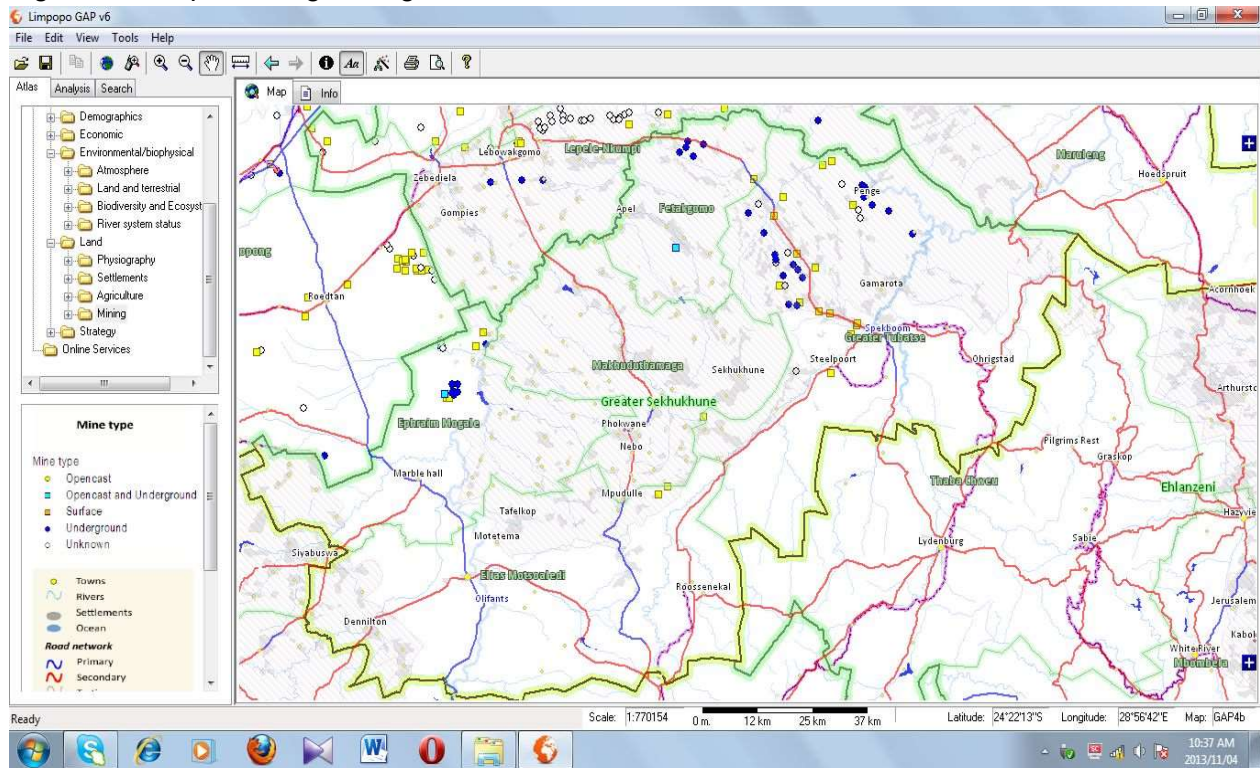 Limpopo GAP v6
File Edit View Tools Help
Atlas Analysis Search
Map Info
Demographics
Economic
Environmental/biophysical
Atmosphere
Land and terrestrial
Biodiversity and Ecosyst
River system status
Land
Physiography
Settlements
Agriculture
Mining
Strategy
Online Services
Mine type
Mine type
Opencast
Opencast and Underground
Surface
Underground
Unknown
Towns
Rivers
Settlements
Ocean
Road network
Primary
Secondary
Lebowakgomo
Lepele-Nkumpi
Maruleng
Hoedspruit
Zebediela
Penge
Gompies
Apel
Fetakgomo
ppong
Gamarota
Roedtan
Acornhoek
Spekboom
Greater Tubatse
Steelpoort
Ohrigstad
Makhudothamaga
Sekhukhune
Arthurstc
Greater Sekhukhune
Ephraim Mogale
Phokwane
Nebo
Pilgrims Rest
Graskop
Marble hall
Thaba Chweu
Ehlanzeni
Mpudulle
Tafelkop
Hazyvie
Motetema
Lydenburg
Sabie
Siyabuswa
Elias Motsoaledi
Roossenekal
Olifants
Jerusalem
Dennilton
Kabok
White River
Mbombela
Ready
Scale: 1:770154 0 m. 12 km 25 km 37 km Latitude: 24°22'13"S Longitude: 28°56'42"E Map: GAP4b
10:37 AM
2013/11/04